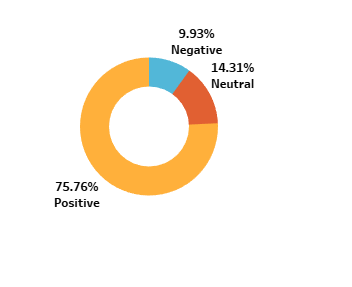 9.93%
Negative
14.31%
Neutral
75.76%
Positive